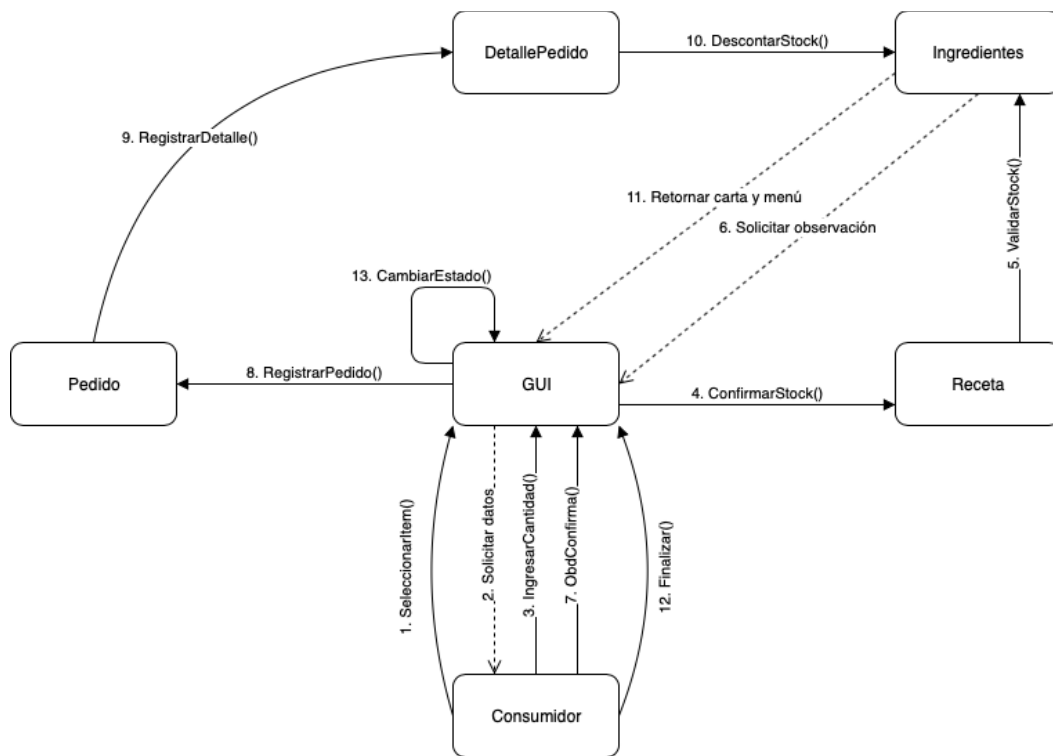 DetallePedido
10. DescontarStock()
Ingredientes
9. RegistrarDetalle()
11. Retornar carta y menú
6. Solicitar observación
5. ValidarStock()
13. CambiarEstado()
Pedido
8. RegistrarPedido()
GUI
4. ConfirmarStock()
Receta
1. SeleccionarItem()
2. Solicitar datos
3. IngresarCantidad()
7. ObdConfirma()
12. Finalizar()
Consumidor